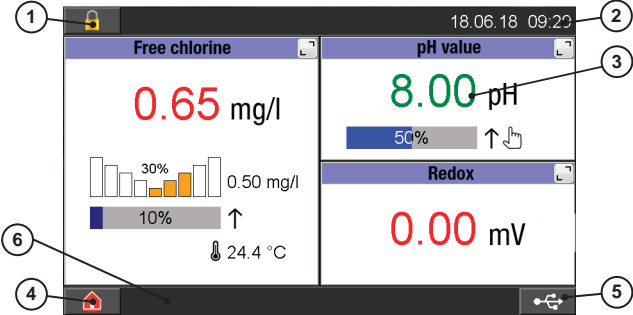 1
18.06.18 09:29
2
Free chlorine
pH value
3
0.65 mg/l
8.00 pH
50%
30%
0.50 mg/l
10%
Redox
0.00 mV
6
24.4 °C
4
5